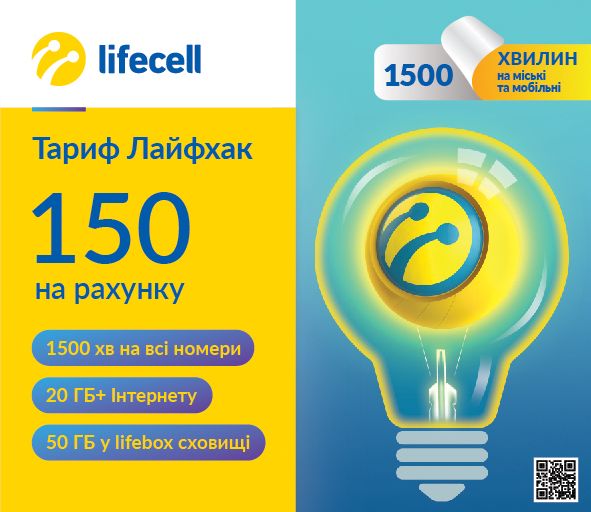 lifecell
1500
ХВИЛИН
на міські
та мобільні
Тариф Лайфхак
150
на рахунку
1500 хв на всі номери
20 ГБ+ Інтернету
50 ГБ у lifebox сховищі